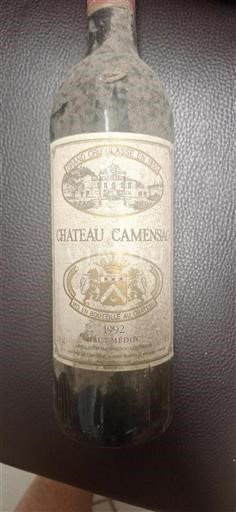 GRAND CRU CLASSÉ EN 1855
CHATEAU CAMENSAC
MIS EN BOUTEILLE AU CHATEAU
1992
HAUT-MÉDOC